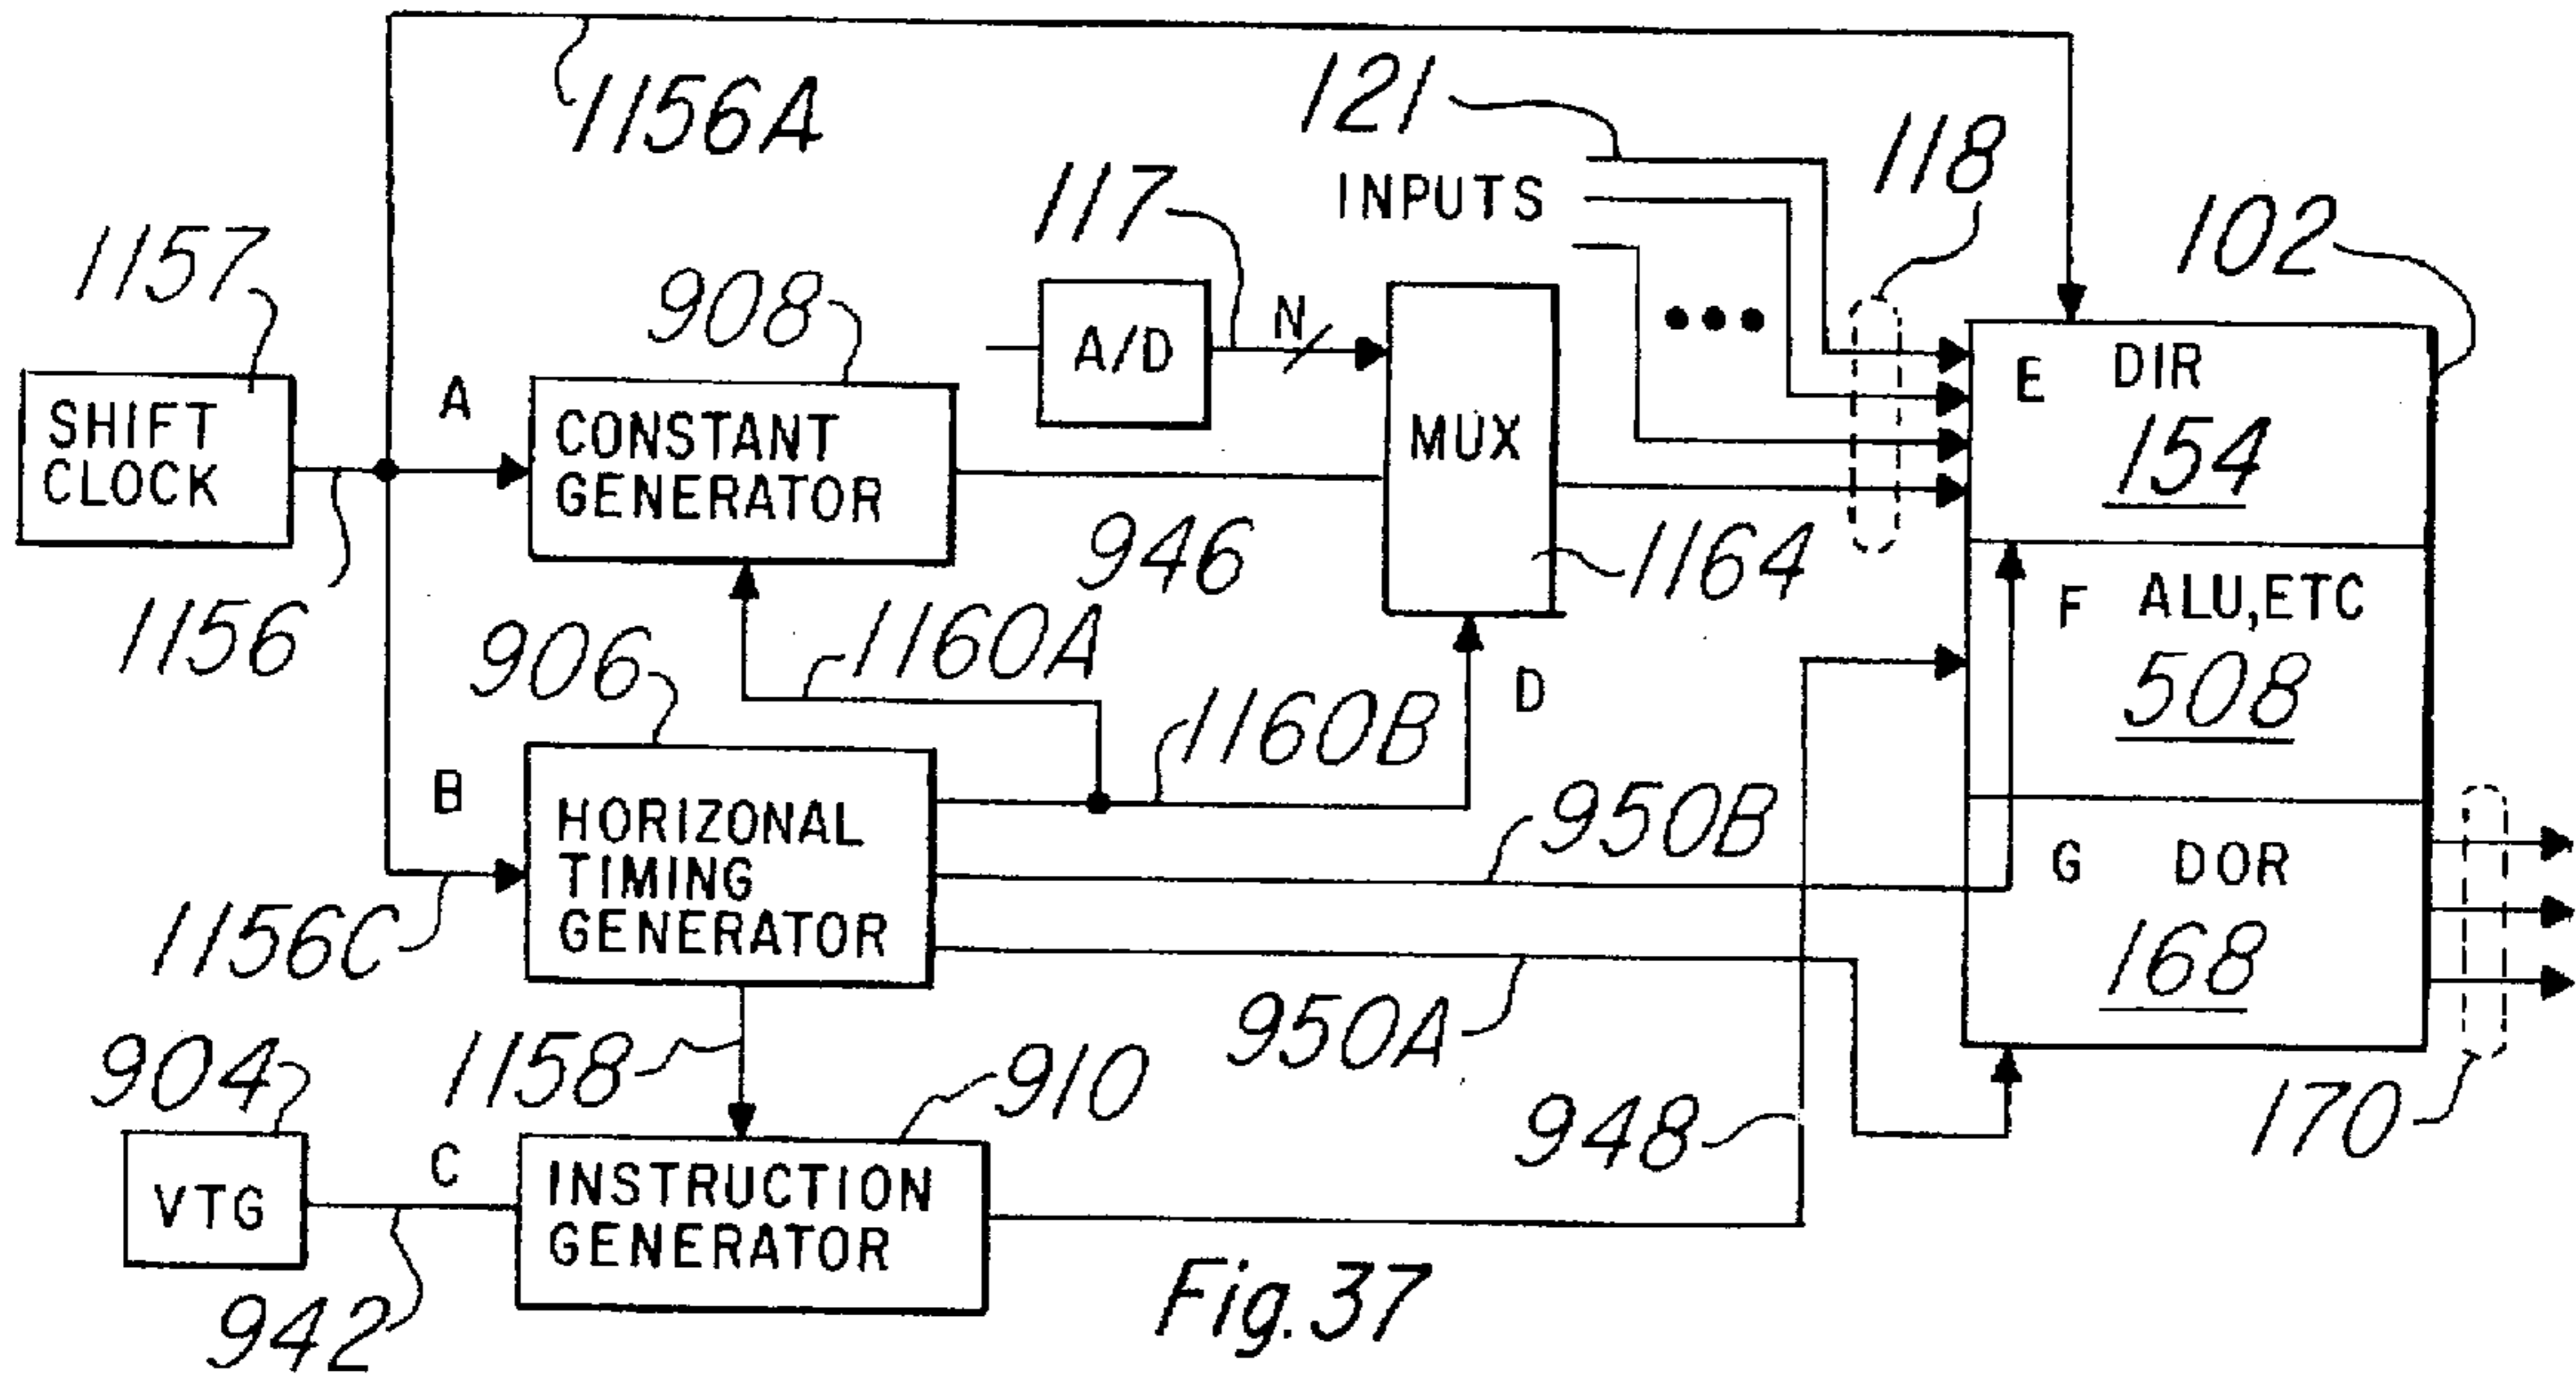 1156A
121
INPUTS
118
117
102
1157
908
N
A/D
A
SHIFT
CLOCK
CONSTANT
GENERATOR
MUX
E DIR
154
1156
946
1164
F ALU,ETC
508
1160A
906
1160B
D
B
HORIZONAL
TIMING
GENERATOR
950B
G DOR
168
1156C
950A
904
1158
910
948
170
VTG
C
INSTRUCTION
GENERATOR
942
Fig. 37